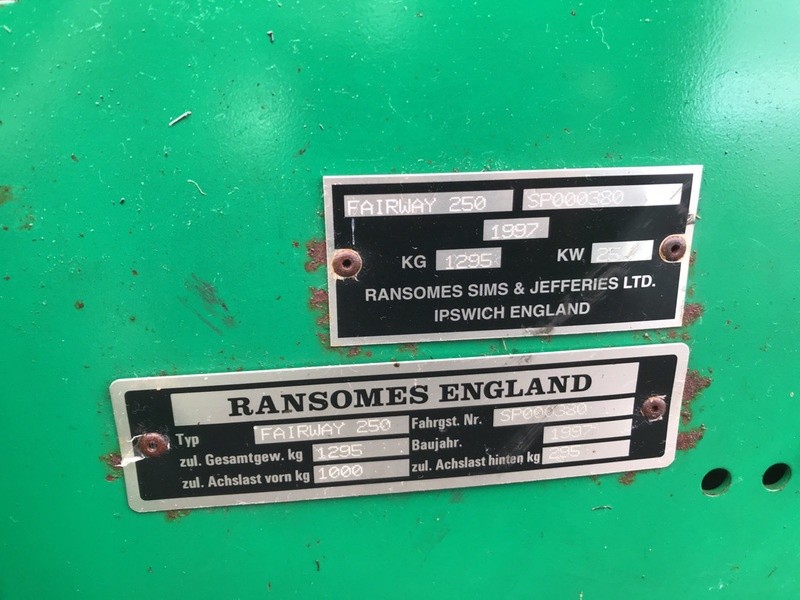 FAIRWAY 250 SP000380
1997
KG 1295 KW
RANSOMES SIMS & JEFFERIES LTD.
IPSWICH ENGLAND
RANSOMES ENGLAND
Typ FAIRWAY 250 Fahrgst. Nr. SP000380
zul. Gesamtgew. kg 1295 Baujahr. 1997
zul. Achslast vorn kg 1000 zul. Achslast hinten kg 295